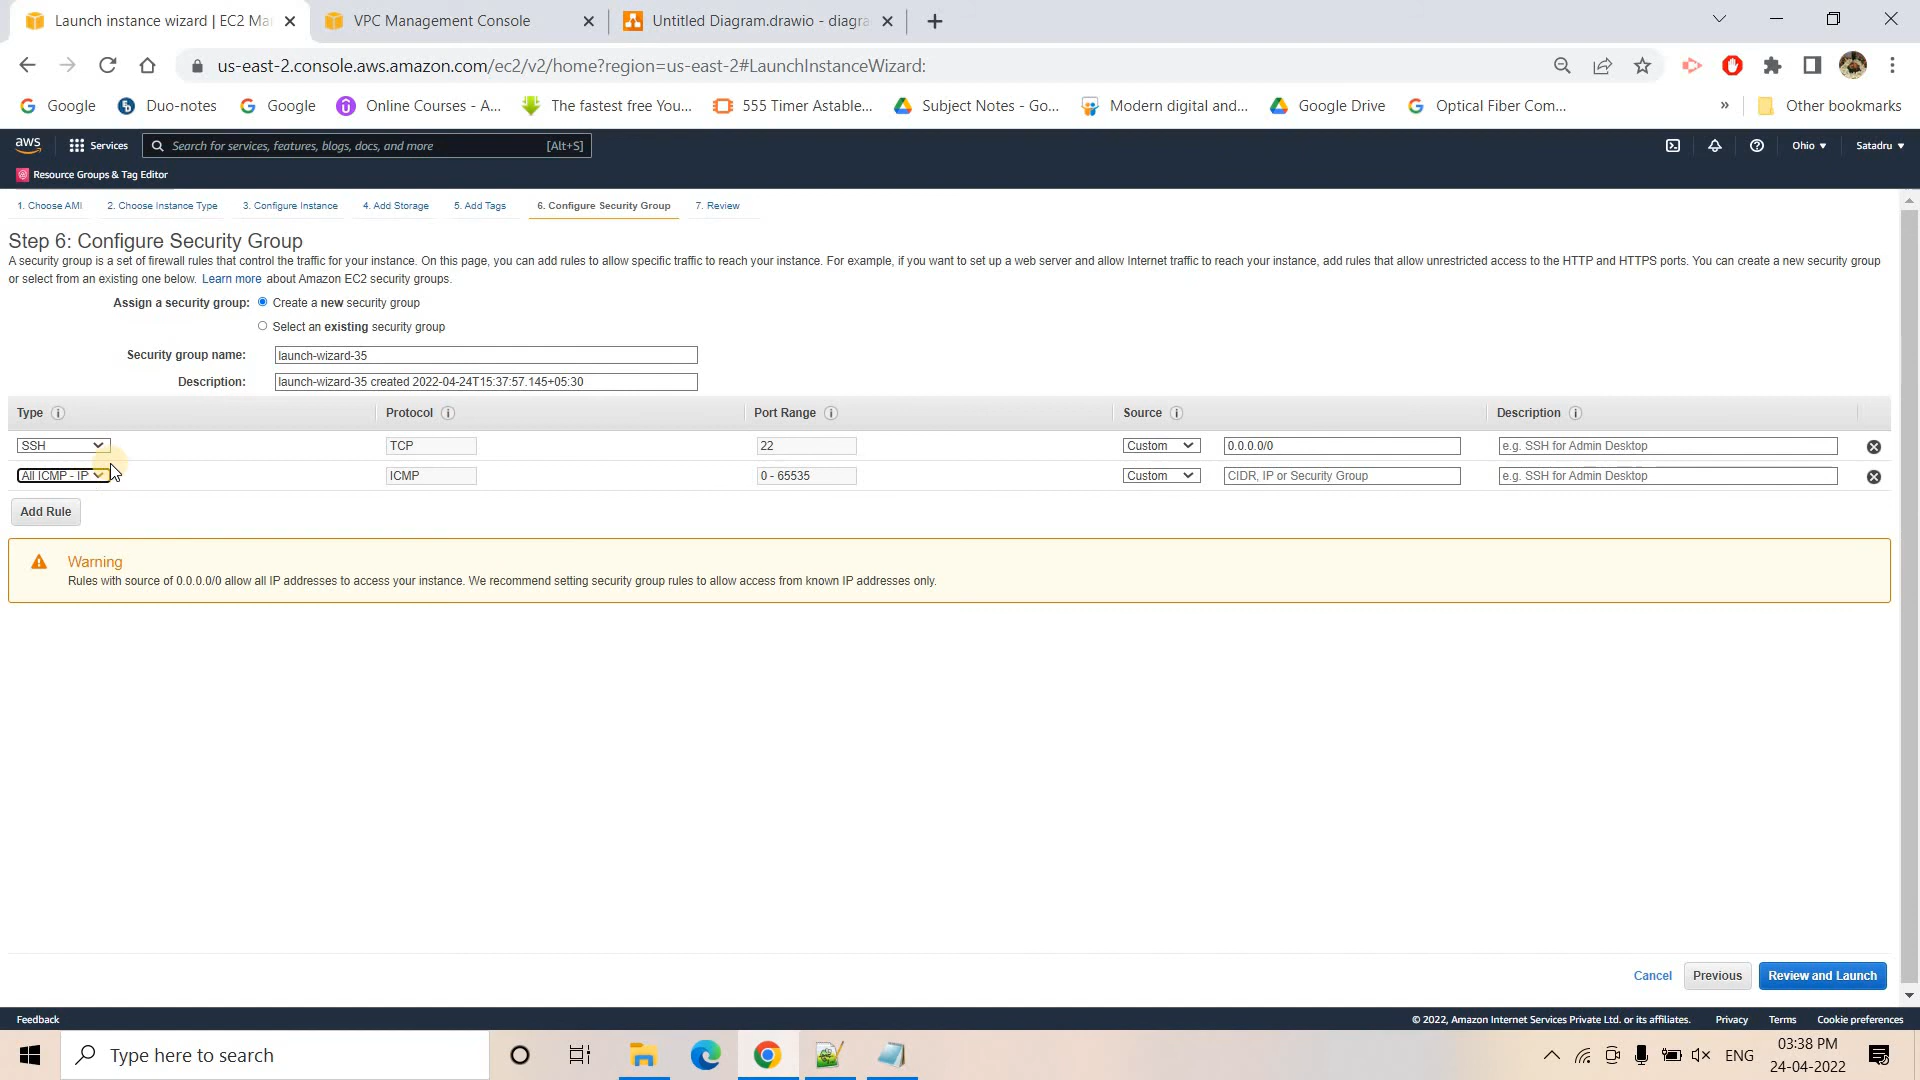 Launch instance wizard | EC2 Ma
VPC Management Console
Untitled Diagram.drawio - diagra
us-east-2.console.aws.amazon.com/ec2/v2/home?region=us-east-2#LaunchInstanceWizard:
Google
Duo-notes
Google
Online Courses - A...
The fastest free You...
555 Timer Astable...
Subject Notes - Go...
Modern digital and...
Google Drive
Optical Fiber Com...
»
Other bookmarks
aws
Services
Search for services, features, blogs, docs, and more
[Alt+S]
Ohio
Satadru
Resource Groups & Tag Editor
1. Choose AMI
2. Choose Instance Type
3. Configure Instance
4. Add Storage
5. Add Tags
6. Configure Security Group
7. Review
Step 6: Configure Security Group
A security group is a set of firewall rules that control the traffic for your instance. On this page, you can add rules to allow specific traffic to reach your instance. For example, if you want to set up a web server and allow Internet traffic to reach your instance, add rules that allow unrestricted access to the HTTP and HTTPS ports. You can create a new security group
or select from an existing one below. Learn more about Amazon EC2 security groups.
Assign a security group:
Create a new security group
Select an existing security group
Security group name:
launch-wizard-35
Description:
launch-wizard-35 created 2022-04-24T15:37:57.145+05:30
Type
Protocol
Port Range
Source
Description
SSH
TCP
22
Custom
0.0.0.0/0
e.g. SSH for Admin Desktop
All ICMP - IP
ICMP
0 - 65535
Custom
CIDR, IP or Security Group
e.g. SSH for Admin Desktop
Add Rule
Warning
Rules with source of 0.0.0.0/0 allow all IP addresses to access your instance. We recommend setting security group rules to allow access from known IP addresses only.
Cancel
Previous
Review and Launch
Feedback
© 2022, Amazon Internet Services Private Ltd. or its affiliates.
Privacy
Terms
Cookie preferences
Type here to search
ENG
03:38 PM
24-04-2022